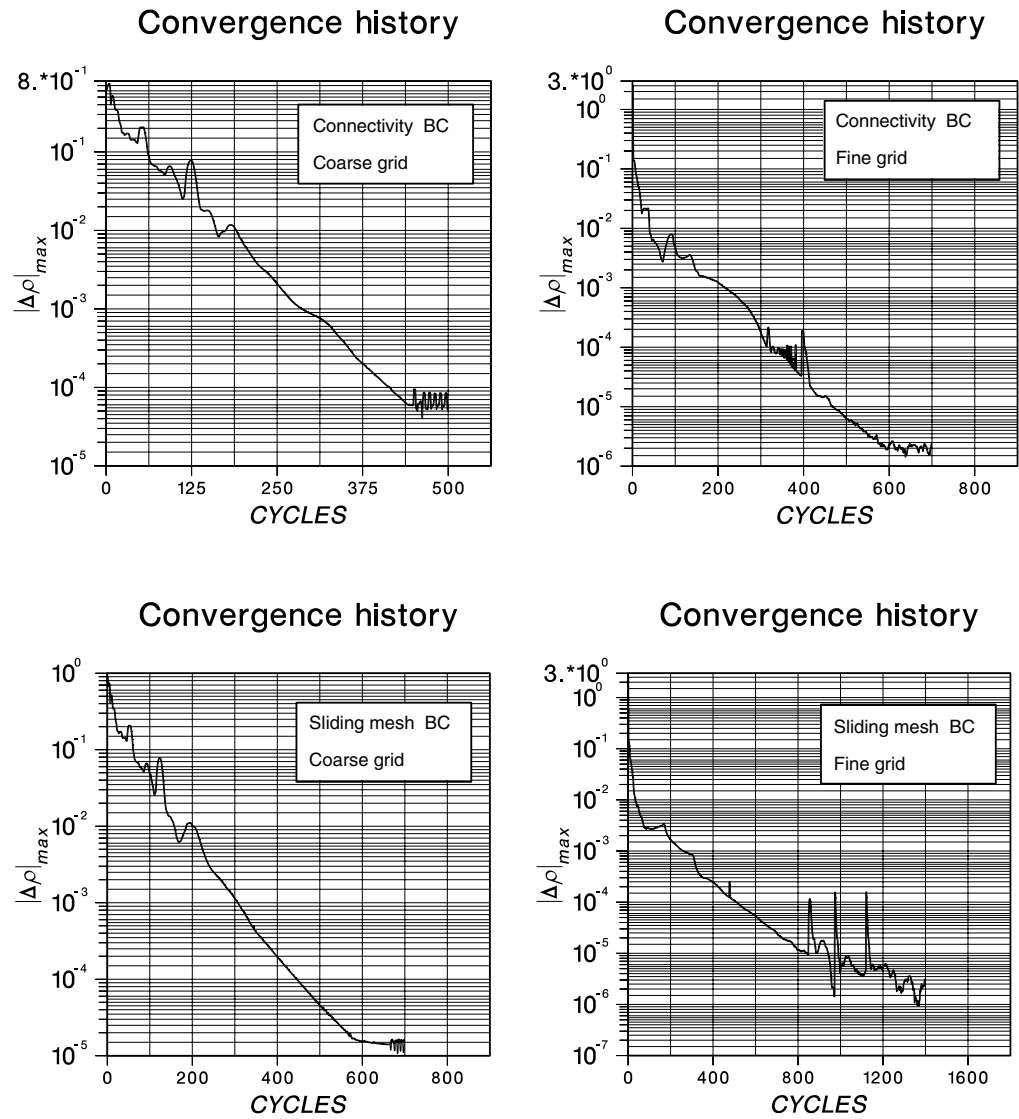 Convergence history
8.*10⁻¹
10⁻¹
10⁻²
10⁻³
10⁻⁴
10⁻⁵
|Δρ|max
Connectivity BC
Coarse grid
0 125 250 375 500
CYCLES
Convergence history
3.*10⁰
10⁰
10⁻¹
10⁻²
10⁻³
10⁻⁴
10⁻⁵
10⁻⁶
|Δρ|max
Connectivity BC
Fine grid
0 200 400 600 800
CYCLES
Convergence history
10⁰
10⁻¹
10⁻²
10⁻³
10⁻⁴
10⁻⁵
|Δρ|max
Sliding mesh BC
Coarse grid
0 200 400 600 800
CYCLES
Convergence history
3.*10⁰
10⁰
10⁻¹
10⁻²
10⁻³
10⁻⁴
10⁻⁵
10⁻⁶
10⁻⁷
|Δρ|max
Sliding mesh BC
Fine grid
0 400 800 1200 1600
CYCLES